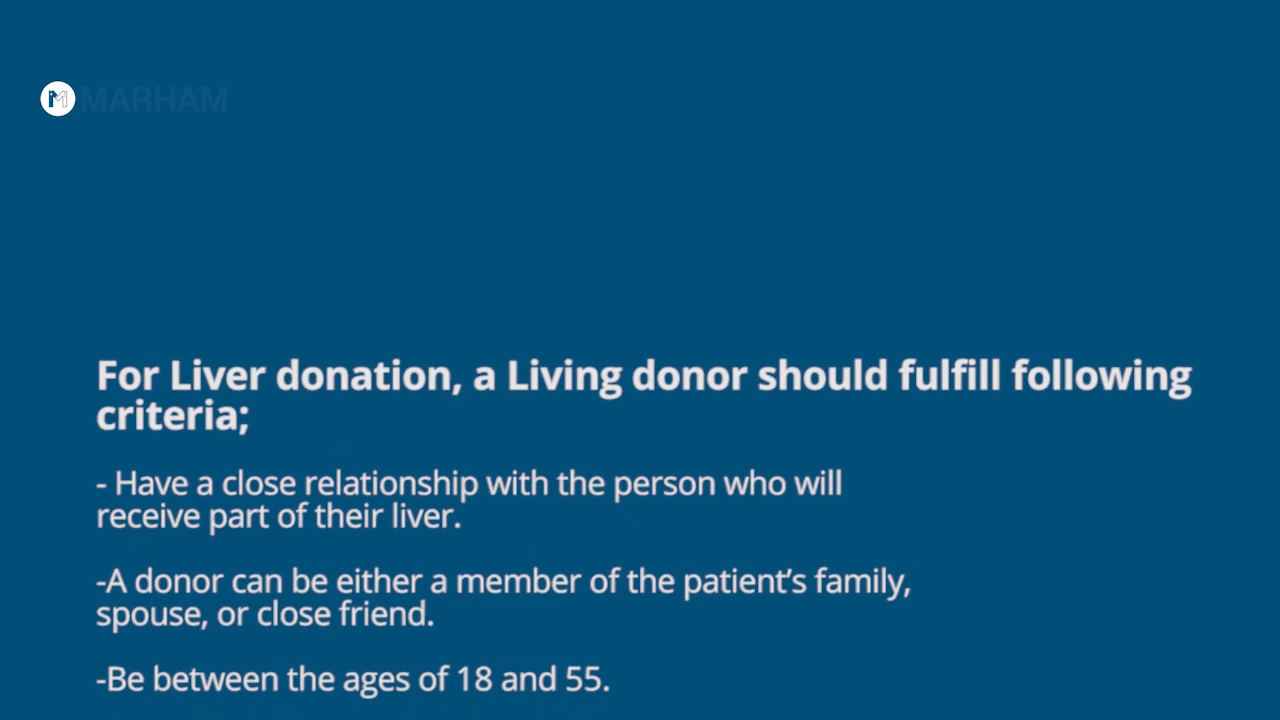 MARHAM
For Liver donation, a Living donor should fulfill following
criteria;
- Have a close relationship with the person who will
receive part of their liver.
-A donor can be either a member of the patient’s family,
spouse, or close friend.
-Be between the ages of 18 and 55.